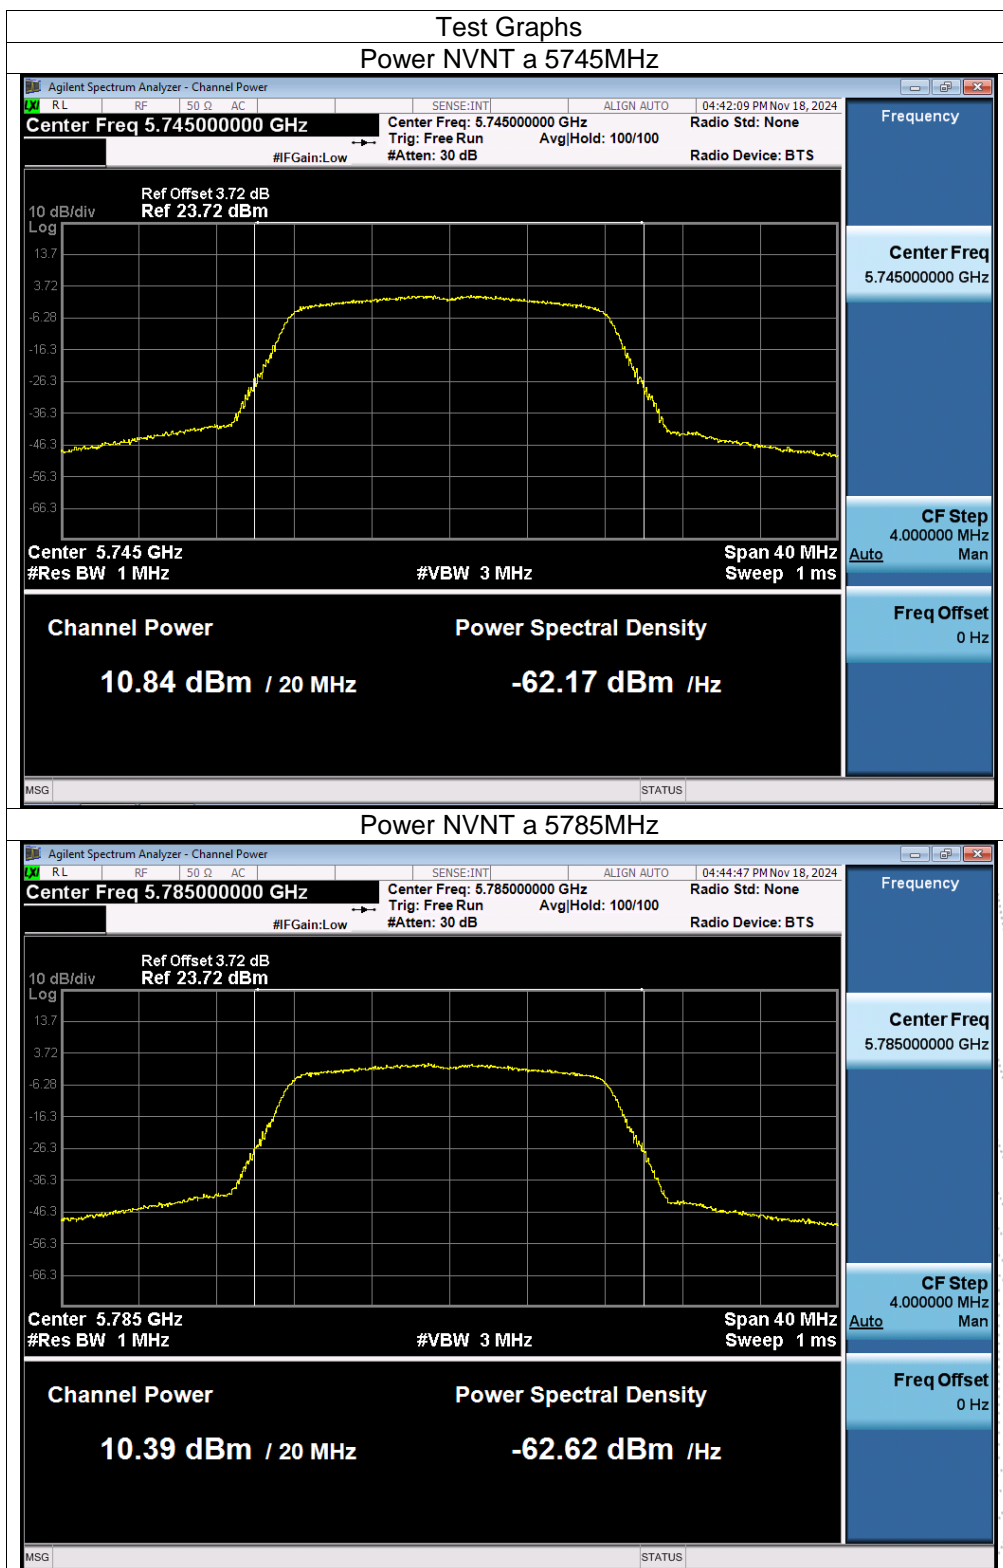 Test Graphs
Power NVNT a 5745MHz
Agilent Spectrum Analyzer - Channel Power
LXI RL RF 50 Ω AC SENSE:INT ALIGN AUTO 04:42:09 PM Nov 18, 2024
Center Freq 5.745000000 GHz
Center Freq: 5.745000000 GHz
Radio Std: None
Trig: Free Run Avg|Hold: 100/100
#IFGain:Low #Atten: 30 dB Radio Device: BTS
Frequency
Ref Offset 3.72 dB
10 dB/div Ref 23.72 dBm
Log
13.7
3.72
-6.28
-16.3
-26.3
-36.3
-46.3
-56.3
-66.3
Center 5.745 GHz Span 40 MHz
#Res BW 1 MHz #VBW 3 MHz Sweep 1 ms
Center Freq
5.745000000 GHz
CF Step
4.000000 MHz
Auto Man
Freq Offset
0 Hz
Channel Power Power Spectral Density
10.84 dBm / 20 MHz -62.17 dBm /Hz
MSG STATUS
Power NVNT a 5785MHz
Agilent Spectrum Analyzer - Channel Power
LXI RL RF 50 Ω AC SENSE:INT ALIGN AUTO 04:44:47 PM Nov 18, 2024
Center Freq 5.785000000 GHz
Center Freq: 5.785000000 GHz
Radio Std: None
Trig: Free Run Avg|Hold: 100/100
#IFGain:Low #Atten: 30 dB Radio Device: BTS
Frequency
Ref Offset 3.72 dB
10 dB/div Ref 23.72 dBm
Log
13.7
3.72
-6.28
-16.3
-26.3
-36.3
-46.3
-56.3
-66.3
Center 5.785 GHz Span 40 MHz
#Res BW 1 MHz #VBW 3 MHz Sweep 1 ms
Center Freq
5.785000000 GHz
CF Step
4.000000 MHz
Auto Man
Freq Offset
0 Hz
Channel Power Power Spectral Density
10.39 dBm / 20 MHz -62.62 dBm /Hz
MSG STATUS